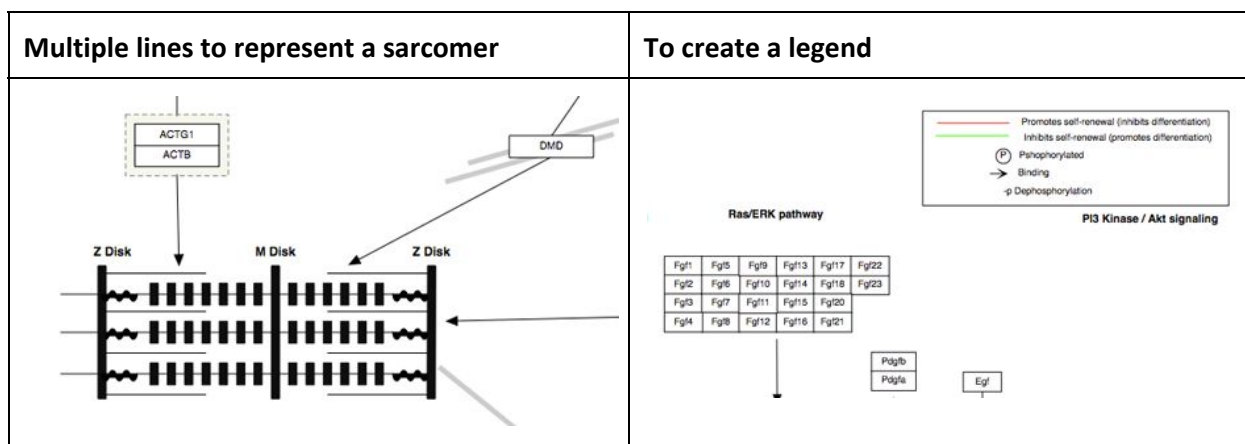 Multiple lines to represent a sarcomer
To create a legend
ACTG1
ACTB
DMD
Z Disk
M Disk
Z Disk
Promotes self-renewal (inhibits differentiation)
Inhibits self-renewal (promotes differentiation)
P Pshophorylated
Binding
-p Dephosphorylation
Ras/ERK pathway
PI3 Kinase / Akt signaling
Fgf1 Fgf5 Fgf9 Fgf13 Fgf17 Fgf22
Fgf2 Fgf6 Fgf10 Fgf14 Fgf18 Fgf23
Fgf3 Fgf7 Fgf11 Fgf15 Fgf20
Fgf4 Fgf8 Fgf12 Fgf16 Fgf21
Pdgfb
Pdgfa
Egf